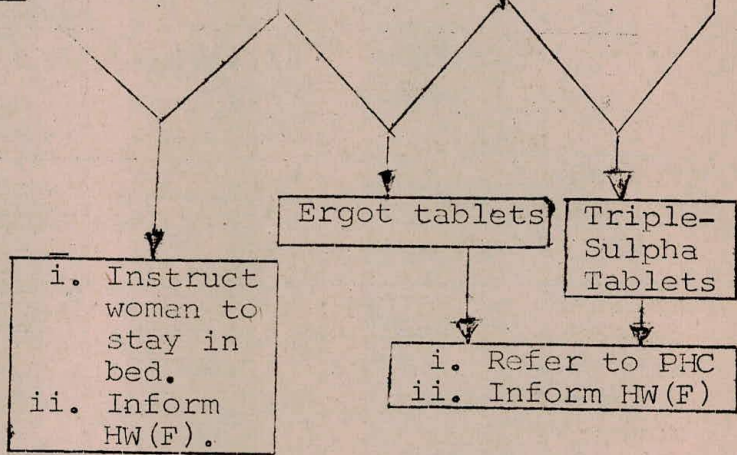 Ergot tablets
Triple-
Sulpha
Tablets
i. Instruct
woman to
stay in
bed.
ii. Inform
HW(F).
i. Refer to PHC
ii. Inform HW(F)